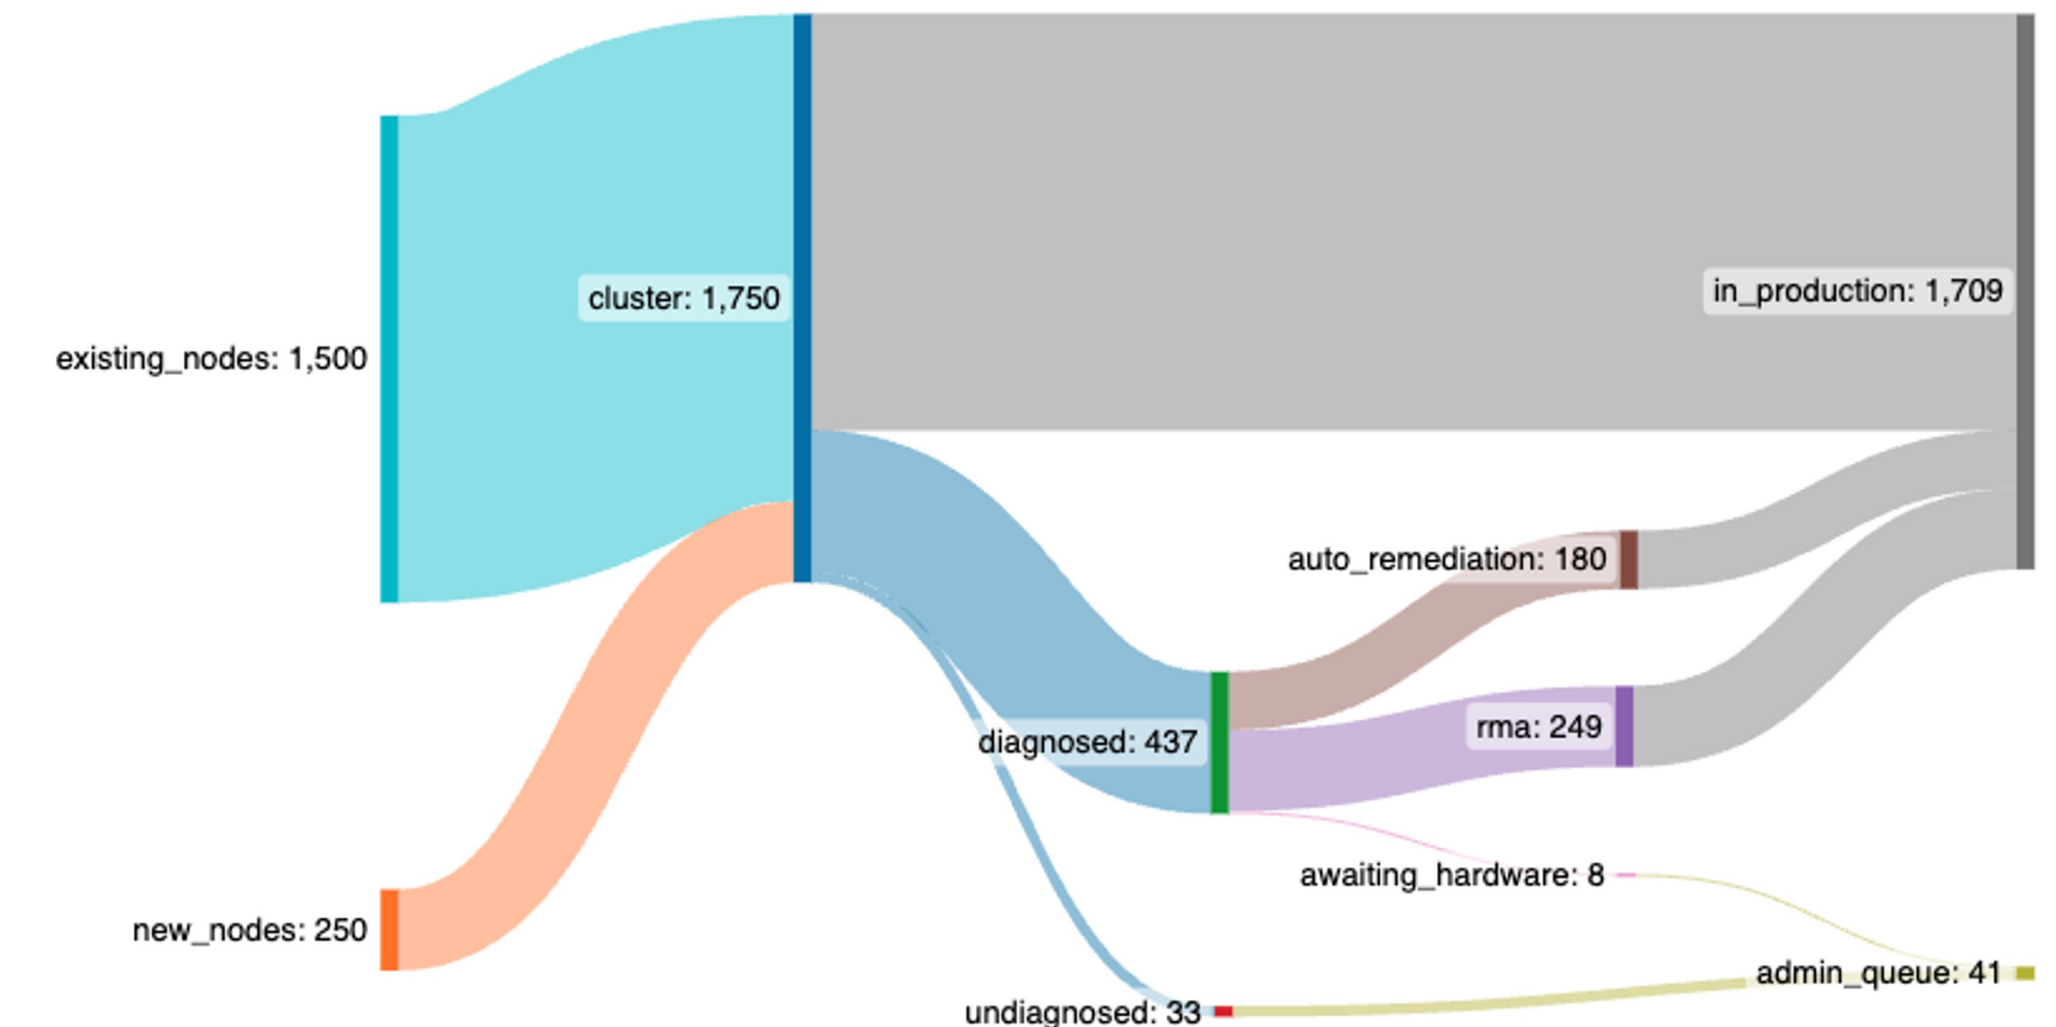 cluster: 1,750
in_production: 1,709
existing_nodes: 1,500
auto_remediation: 180
rma: 249
diagnosed: 437
awaiting_hardware: 8
new_nodes: 250
admin_queue: 41
undiagnosed: 33